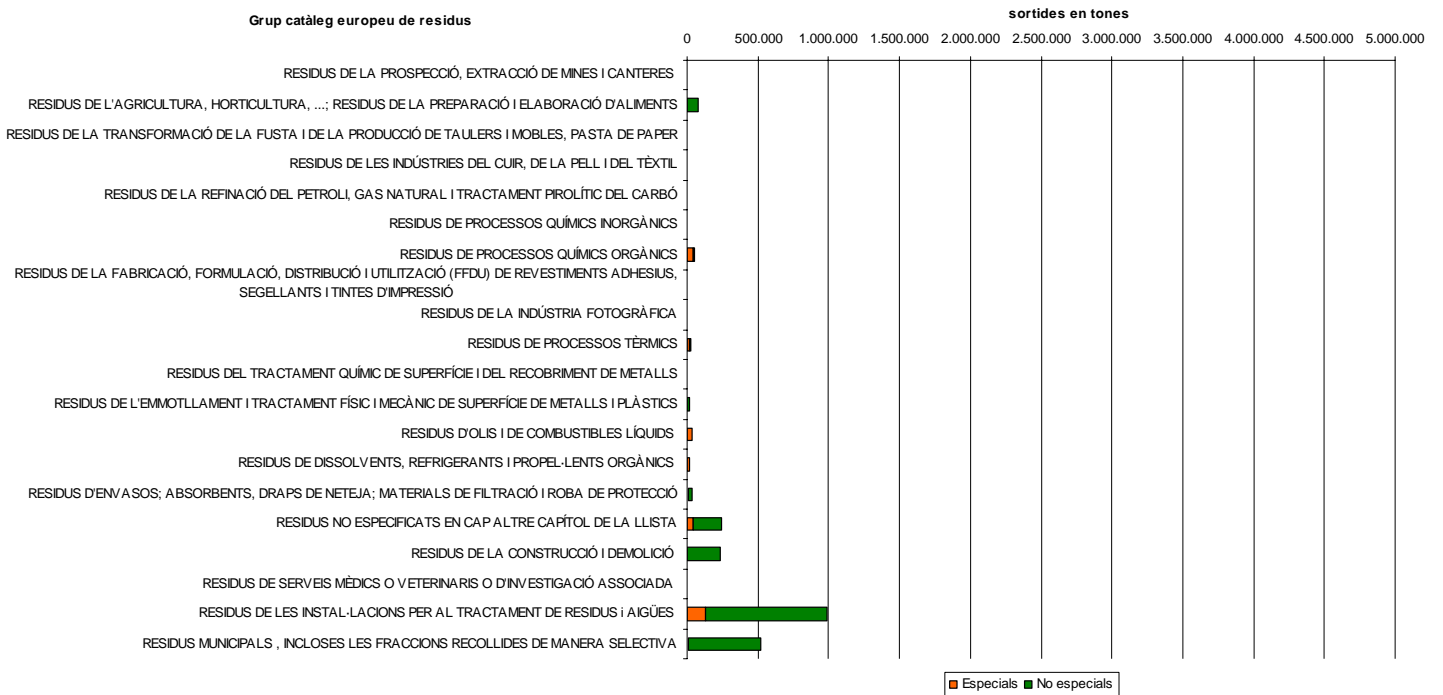 Grup catàleg europeu de residus
sortides en tones
0 500.000 1.000.000 1.500.000 2.000.000 2.500.000 3.000.000 3.500.000 4.000.000 4.500.000 5.000.000
RESIDUS DE LA PROSPECCIÓ, EXTRACCIÓ DE MINES I CANTERES
RESIDUS DE L'AGRICULTURA, HORTICULTURA, ...; RESIDUS DE LA PREPARACIÓ I ELABORACIÓ D'ALIMENTS
RESIDUS DE LA TRANSFORMACIÓ DE LA FUSTA I DE LA PRODUCCIÓ DE TAULERS I MOBLES, PASTA DE PAPER
RESIDUS DE LES INDÚSTRIES DEL CUIR, DE LA PELL I DEL TÈXTIL
RESIDUS DE LA REFINACIÓ DEL PETROLI, GAS NATURAL I TRACTAMENT PIROLÍTIC DEL CARBÓ
RESIDUS DE PROCESSOS QUÍMICS INORGÀNICS
RESIDUS DE PROCESSOS QUÍMICS ORGÀNICS
RESIDUS DE LA FABRICACIÓ, FORMULACIÓ, DISTRIBUCIÓ I UTILITZACIÓ (FFDU) DE REVESTIMENTS ADHESIUS,
SEGELLANTS I TINTES D'IMPRESSIÓ
RESIDUS DE LA INDÚSTRIA FOTOGRÀFICA
RESIDUS DE PROCESSOS TÈRMICS
RESIDUS DEL TRACTAMENT QUÍMIC DE SUPERFÍCIE I DEL RECOBRIMENT DE METALLS
RESIDUS DE L'EMMOTLLAMENT I TRACTAMENT FÍSIC I MECÀNIC DE SUPERFÍCIE DE METALLS I PLÀSTICS
RESIDUS D'OLIS I DE COMBUSTIBLES LÍQUIDS
RESIDUS DE DISSOLVENTS, REFRIGERANTS I PROPEL·LENTS ORGÀNICS
RESIDUS D'ENVASOS; ABSORBENTS, DRAPS DE NETEJA; MATERIALS DE FILTRACIÓ I ROBA DE PROTECCIÓ
RESIDUS NO ESPECIFICATS EN CAP ALTRE CAPÍTOL DE LA LLISTA
RESIDUS DE LA CONSTRUCCIÓ I DEMOLICIÓ
RESIDUS DE SERVEIS MÈDICS O VETERINARIS O D'INVESTIGACIÓ ASSOCIADA
RESIDUS DE LES INSTAL·LACIONS PER AL TRACTAMENT DE RESIDUS i AIGÜES
RESIDUS MUNICIPALS , INCLOSES LES FRACCIONS RECOLLIDES DE MANERA SELECTIVA
Especials No especials